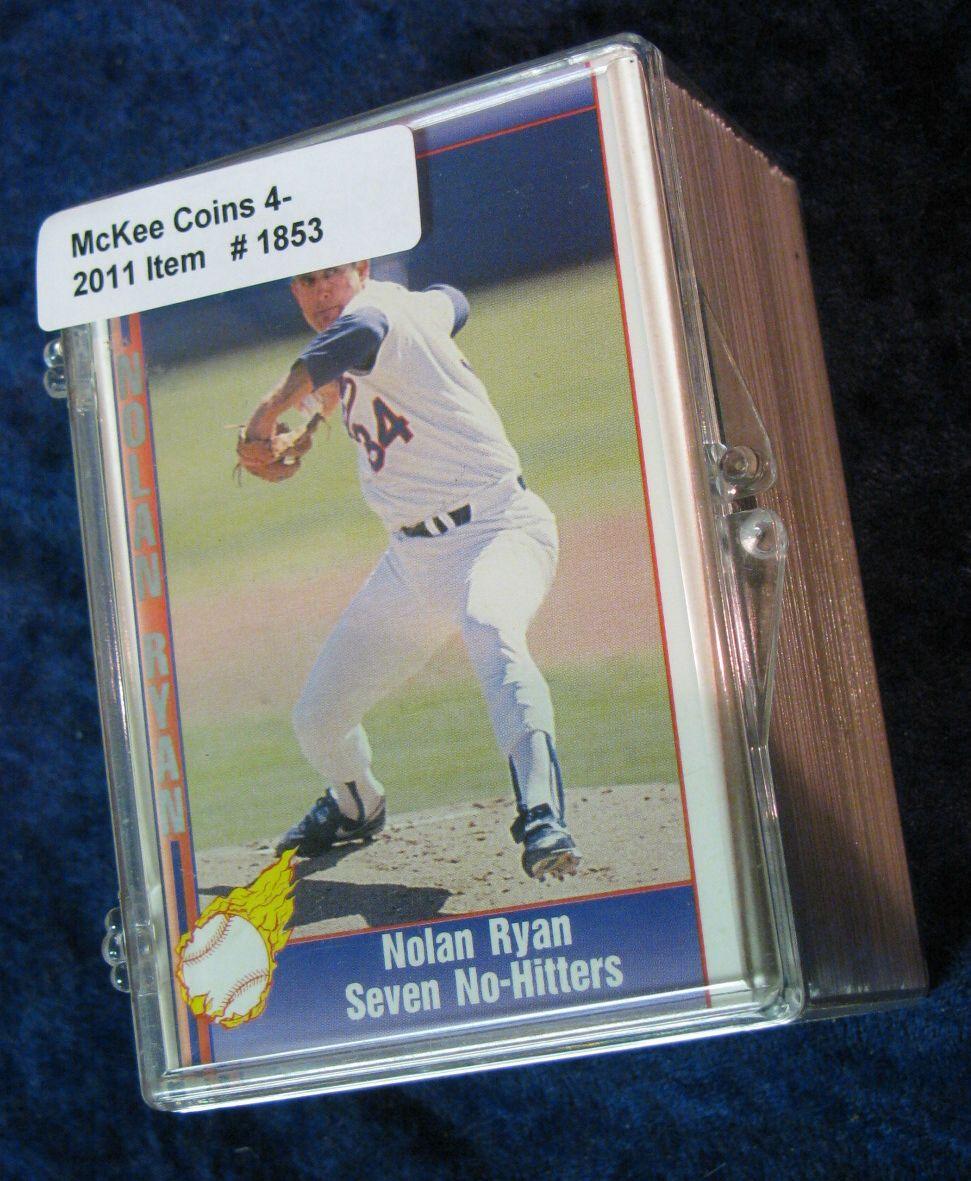 McKee Coins 4-
2011 Item # 1853
NOLAN RYAN
34
Nolan Ryan
Seven No-Hitters